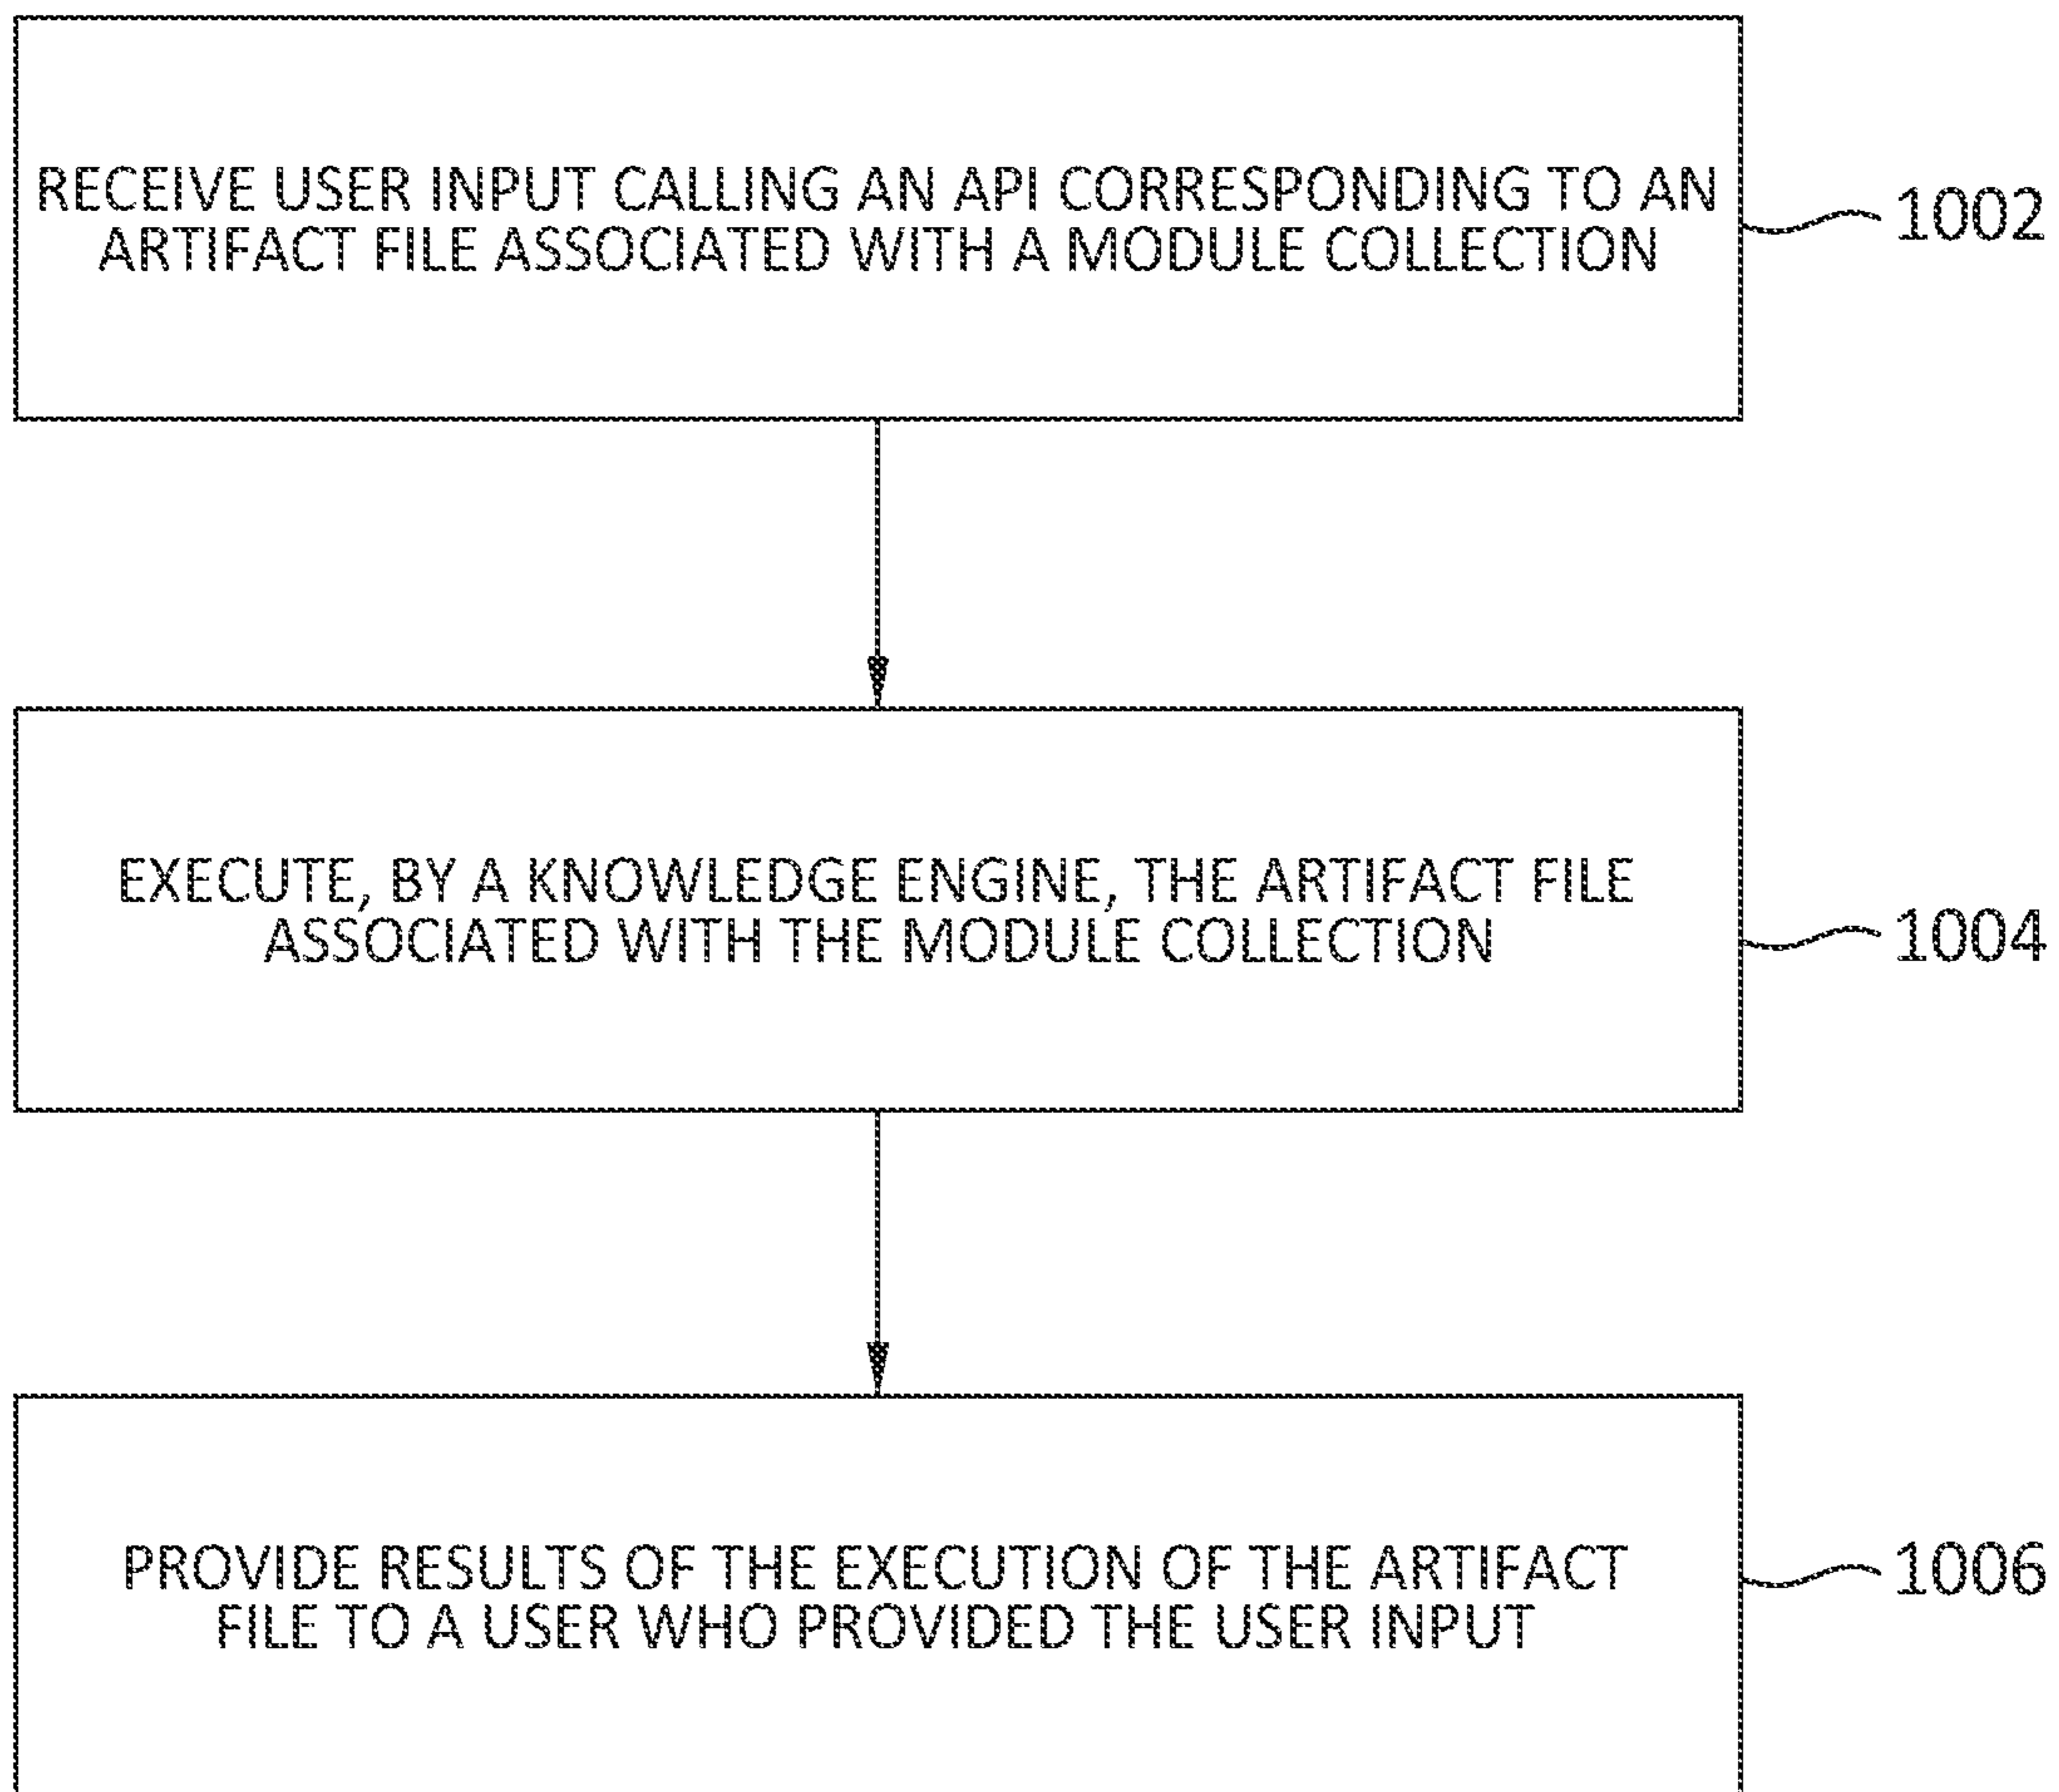 RECEIVE USER INPUT CALLING AN API CORRESPONDING TO AN
ARTIFACT FILE ASSOCIATED WITH A MODULE COLLECTION
1002
EXECUTE, BY A KNOWLEDGE ENGINE, THE ARTIFACT FILE
ASSOCIATED WITH THE MODULE COLLECTION
1004
PROVIDE RESULTS OF THE EXECUTION OF THE ARTIFACT
FILE TO A USER WHO PROVIDED THE USER INPUT
1006